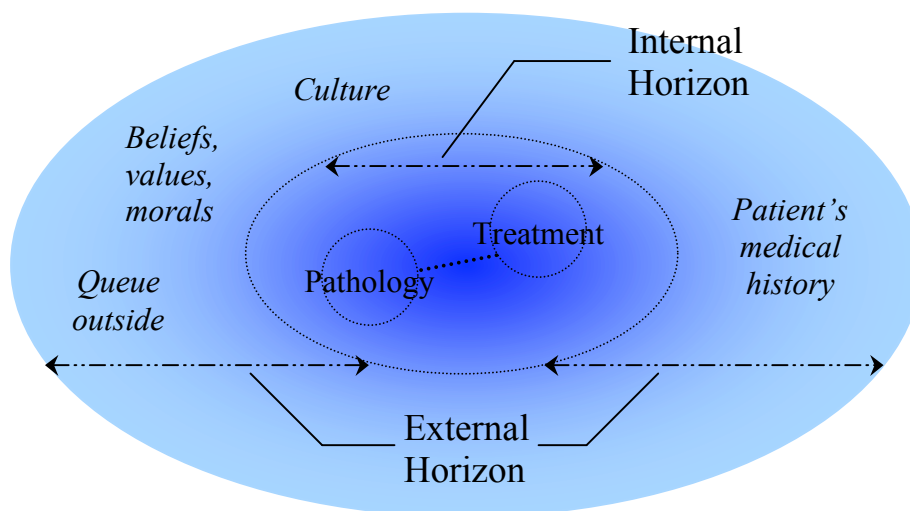 Internal
Horizon
Culture
Beliefs,
values,
morals
Treatment
Patient’s
medical
history
Pathology
Queue
outside
External
Horizon